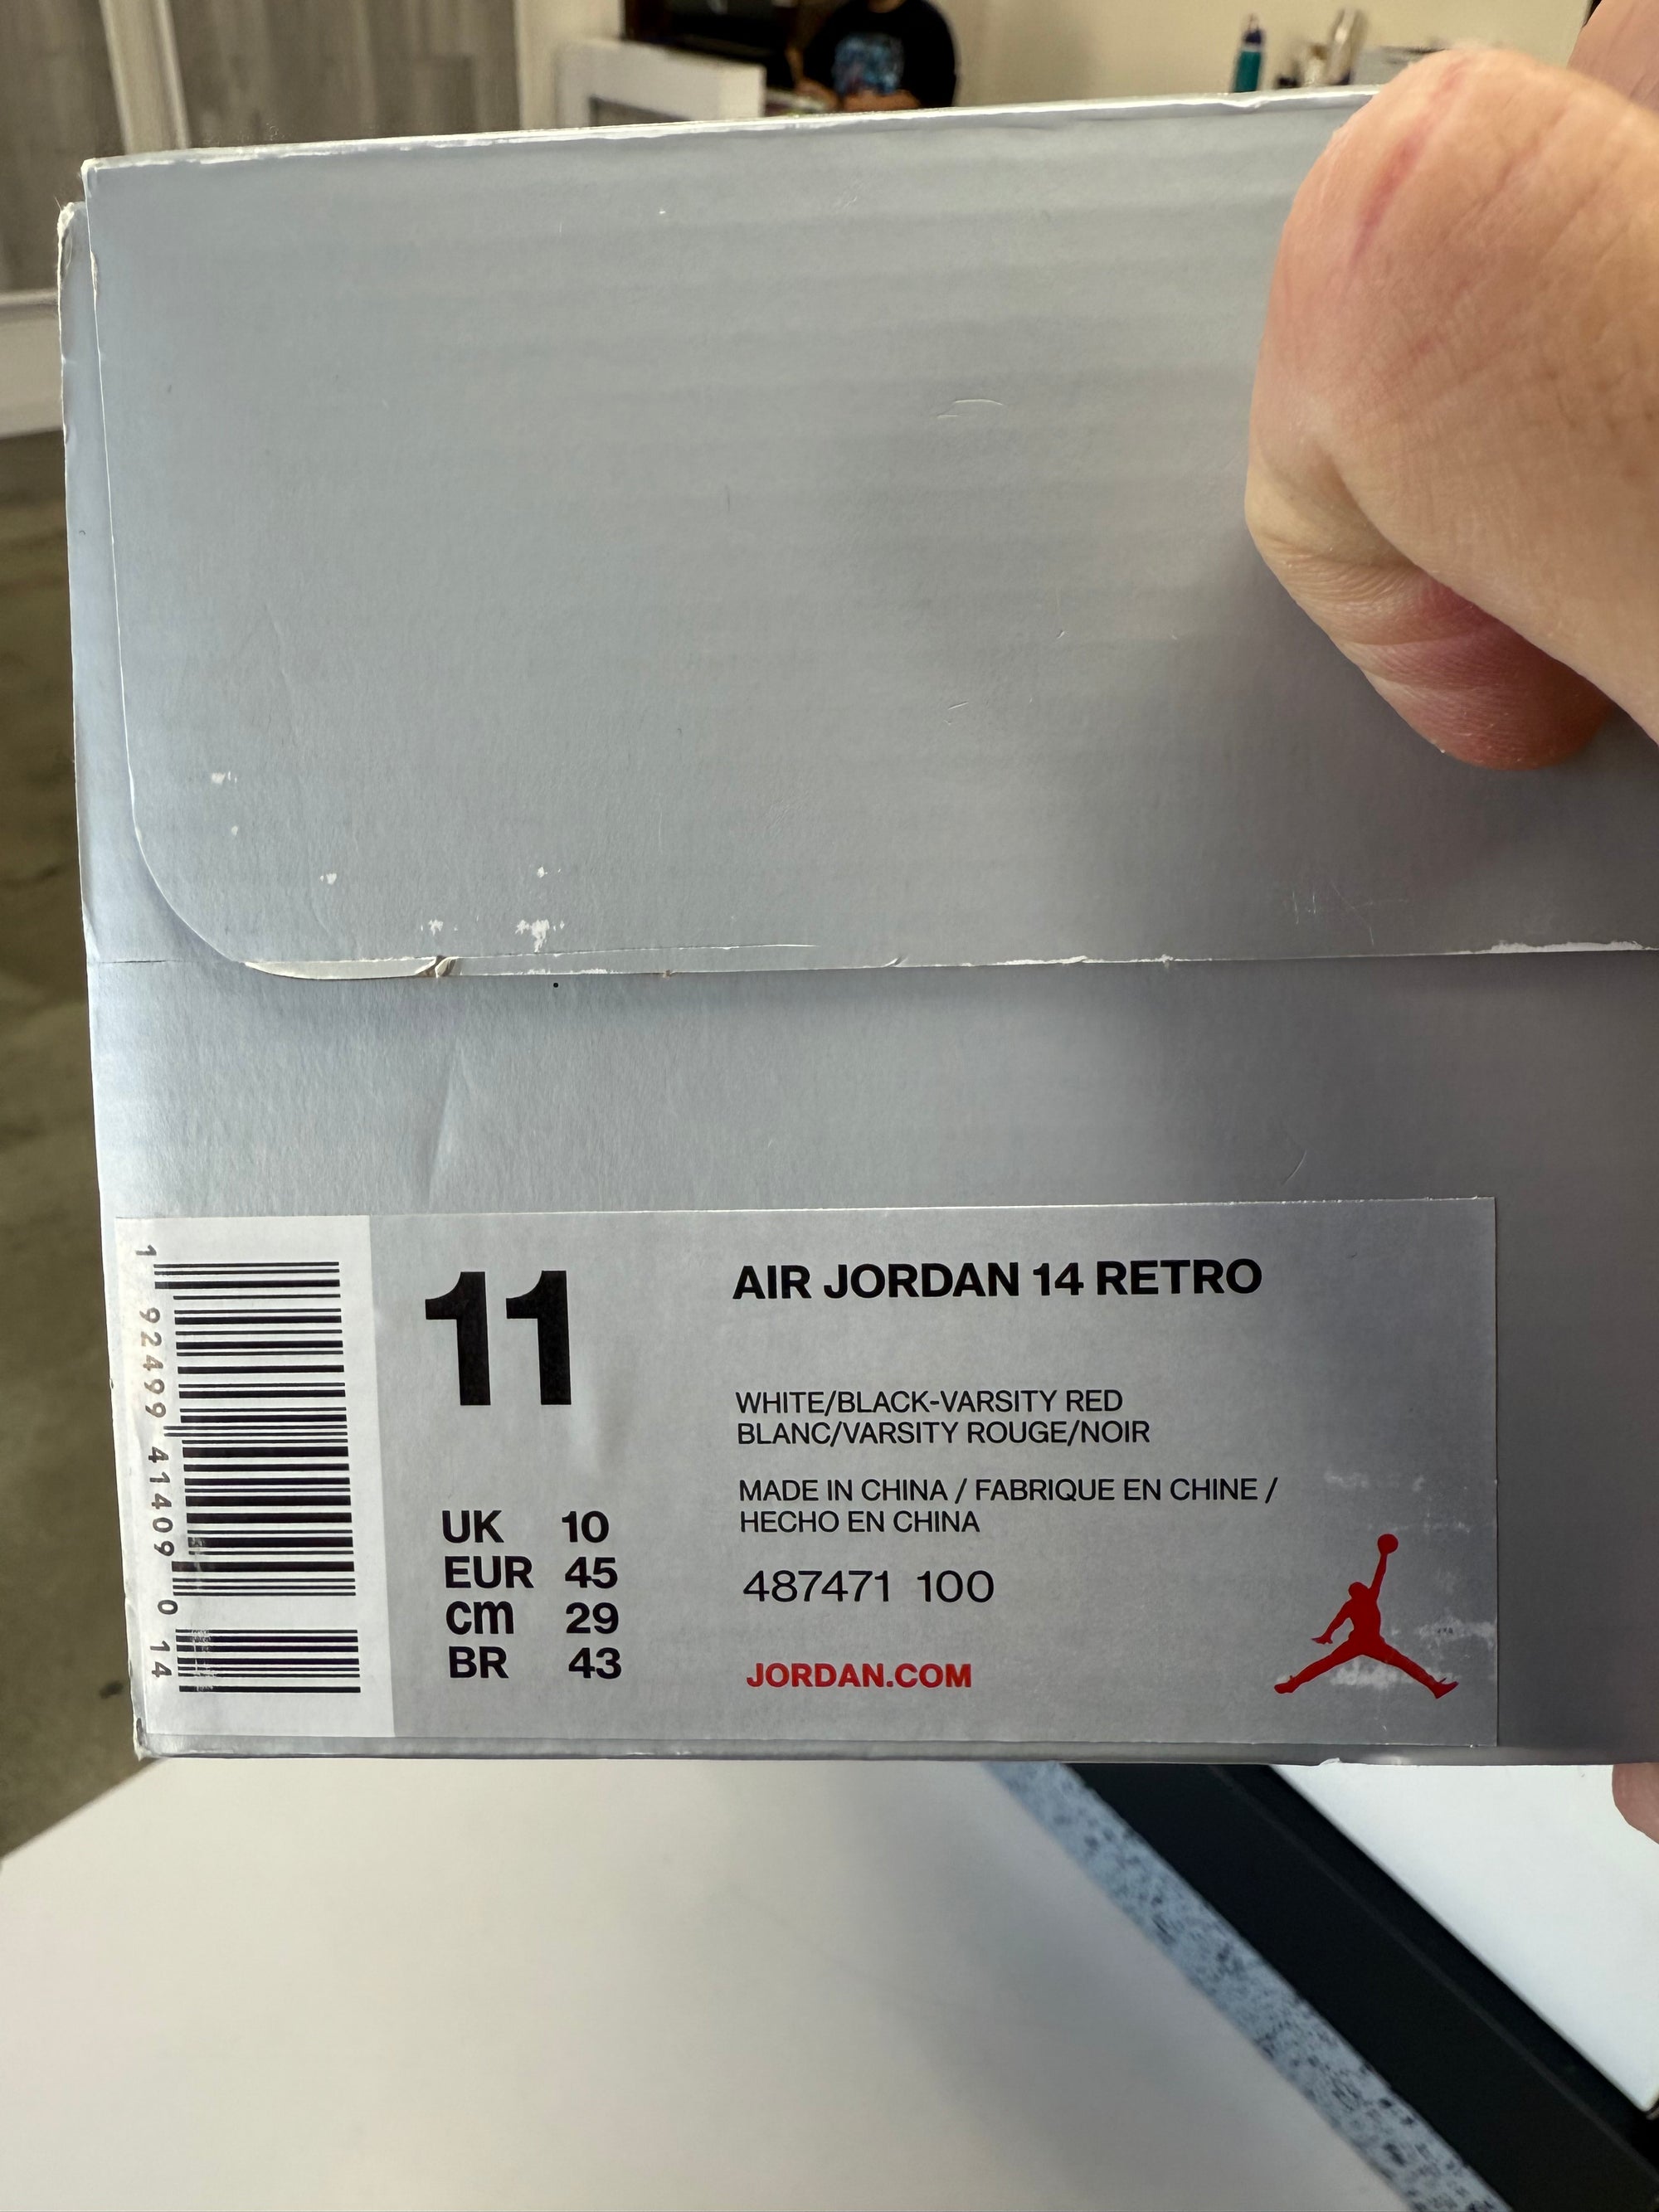 1 92499 41409 0 14
11
UK 10
EUR 45
cm 29
BR 43
AIR JORDAN 14 RETRO
WHITE/BLACK-VARSITY RED
BLANC/VARSITY ROUGE/NOIR
MADE IN CHINA / FABRIQUE EN CHINE /
HECHO EN CHINA
487471 100
JORDAN.COM